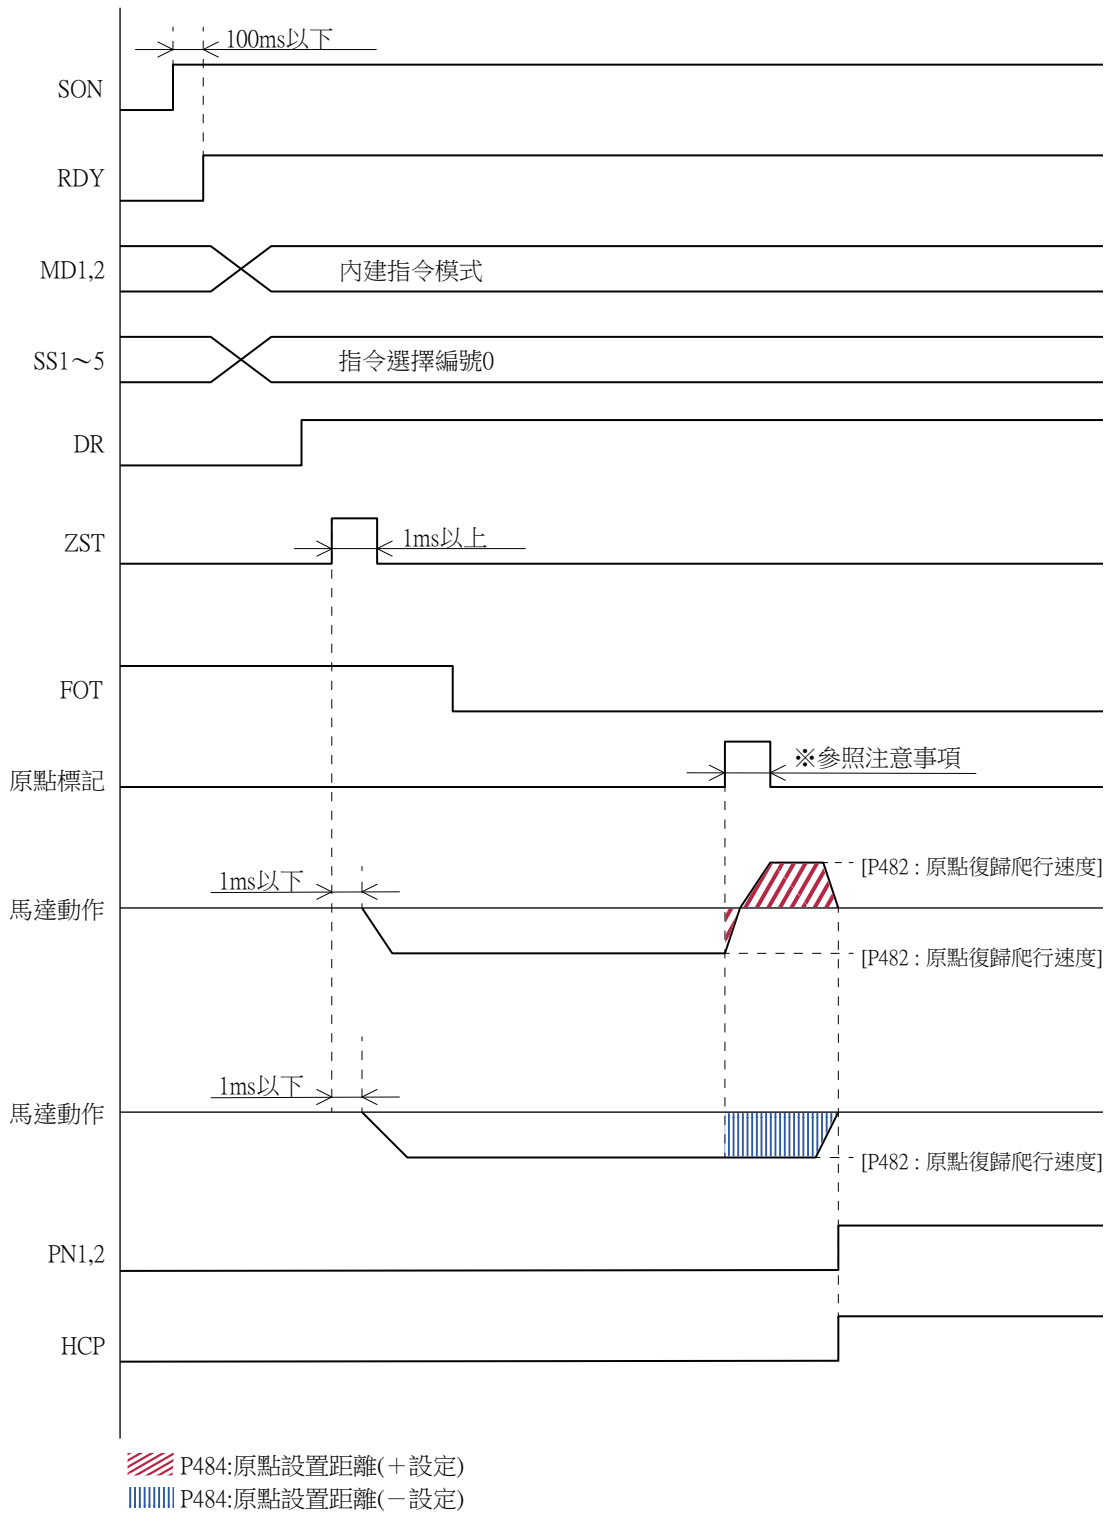 100ms以下
SON
RDY
MD1,2
內建指令模式
SS1～5
指令選擇編號0
DR
ZST
1ms以上
FOT
原點標記
※參照注意事項
[P482 : 原點復歸爬行速度]
1ms以下
馬達動作
[P482 : 原點復歸爬行速度]
1ms以下
馬達動作
[P482 : 原點復歸爬行速度]
PN1,2
HCP
P484:原點設置距離(＋設定)
P484:原點設置距離(－設定)